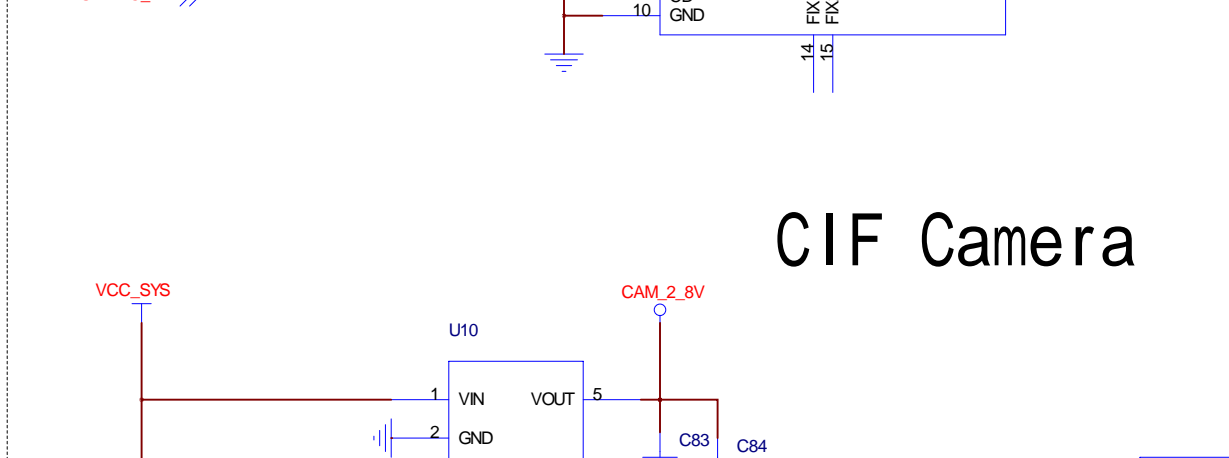 10 GND
FIX
FIX
14
15
CIF Camera
VCC_SYS
CAM_2_8V
U10
1 VIN
VOUT 5
2 GND
C83
C84